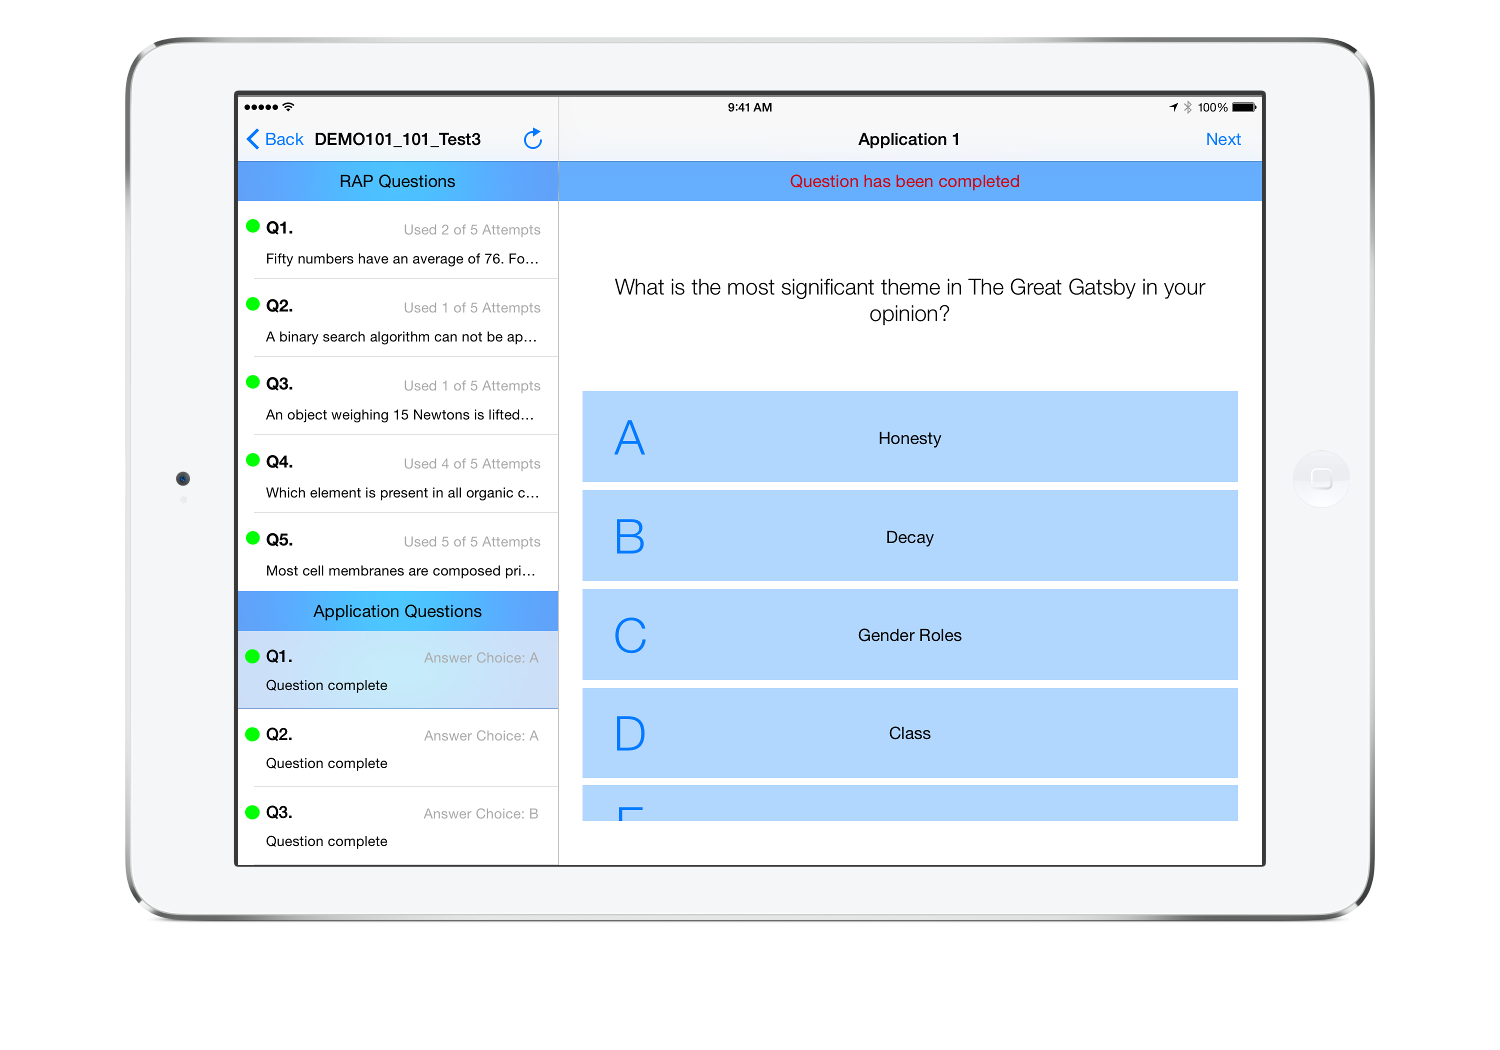 9:41 AM
100%
Back
DEMO101_101_Test3
Application 1
Next
RAP Questions
Question has been completed
Q1.
Used 2 of 5 Attempts
Fifty numbers have an average of 76. Fo...
Q2.
Used 1 of 5 Attempts
A binary search algorithm can not be ap...
Q3.
Used 1 of 5 Attempts
An object weighing 15 Newtons is lifted...
Q4.
Used 4 of 5 Attempts
Which element is present in all organic c...
Q5.
Used 5 of 5 Attempts
Most cell membranes are composed pri...
Application Questions
Q1.
Answer Choice: A
Question complete
Q2.
Answer Choice: A
Question complete
Q3.
Answer Choice: B
Question complete
What is the most significant theme in The Great Gatsby in your
opinion?
A
Honesty
B
Decay
C
Gender Roles
D
Class